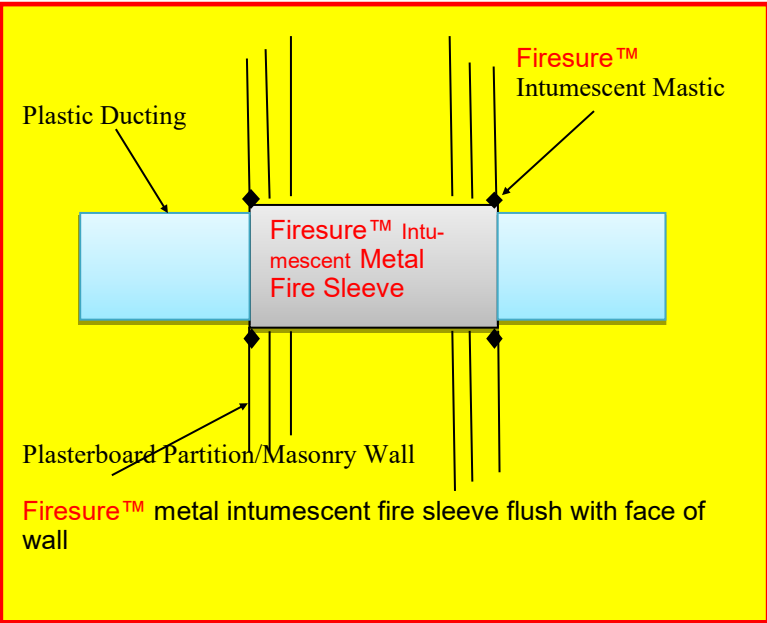 Firesure™
Intumescent Mastic
Plastic Ducting
Firesure™ Intu-
mescent Metal
Fire Sleeve
Plasterboard Partition/Masonry Wall
Firesure™ metal intumescent fire sleeve flush with face of
wall